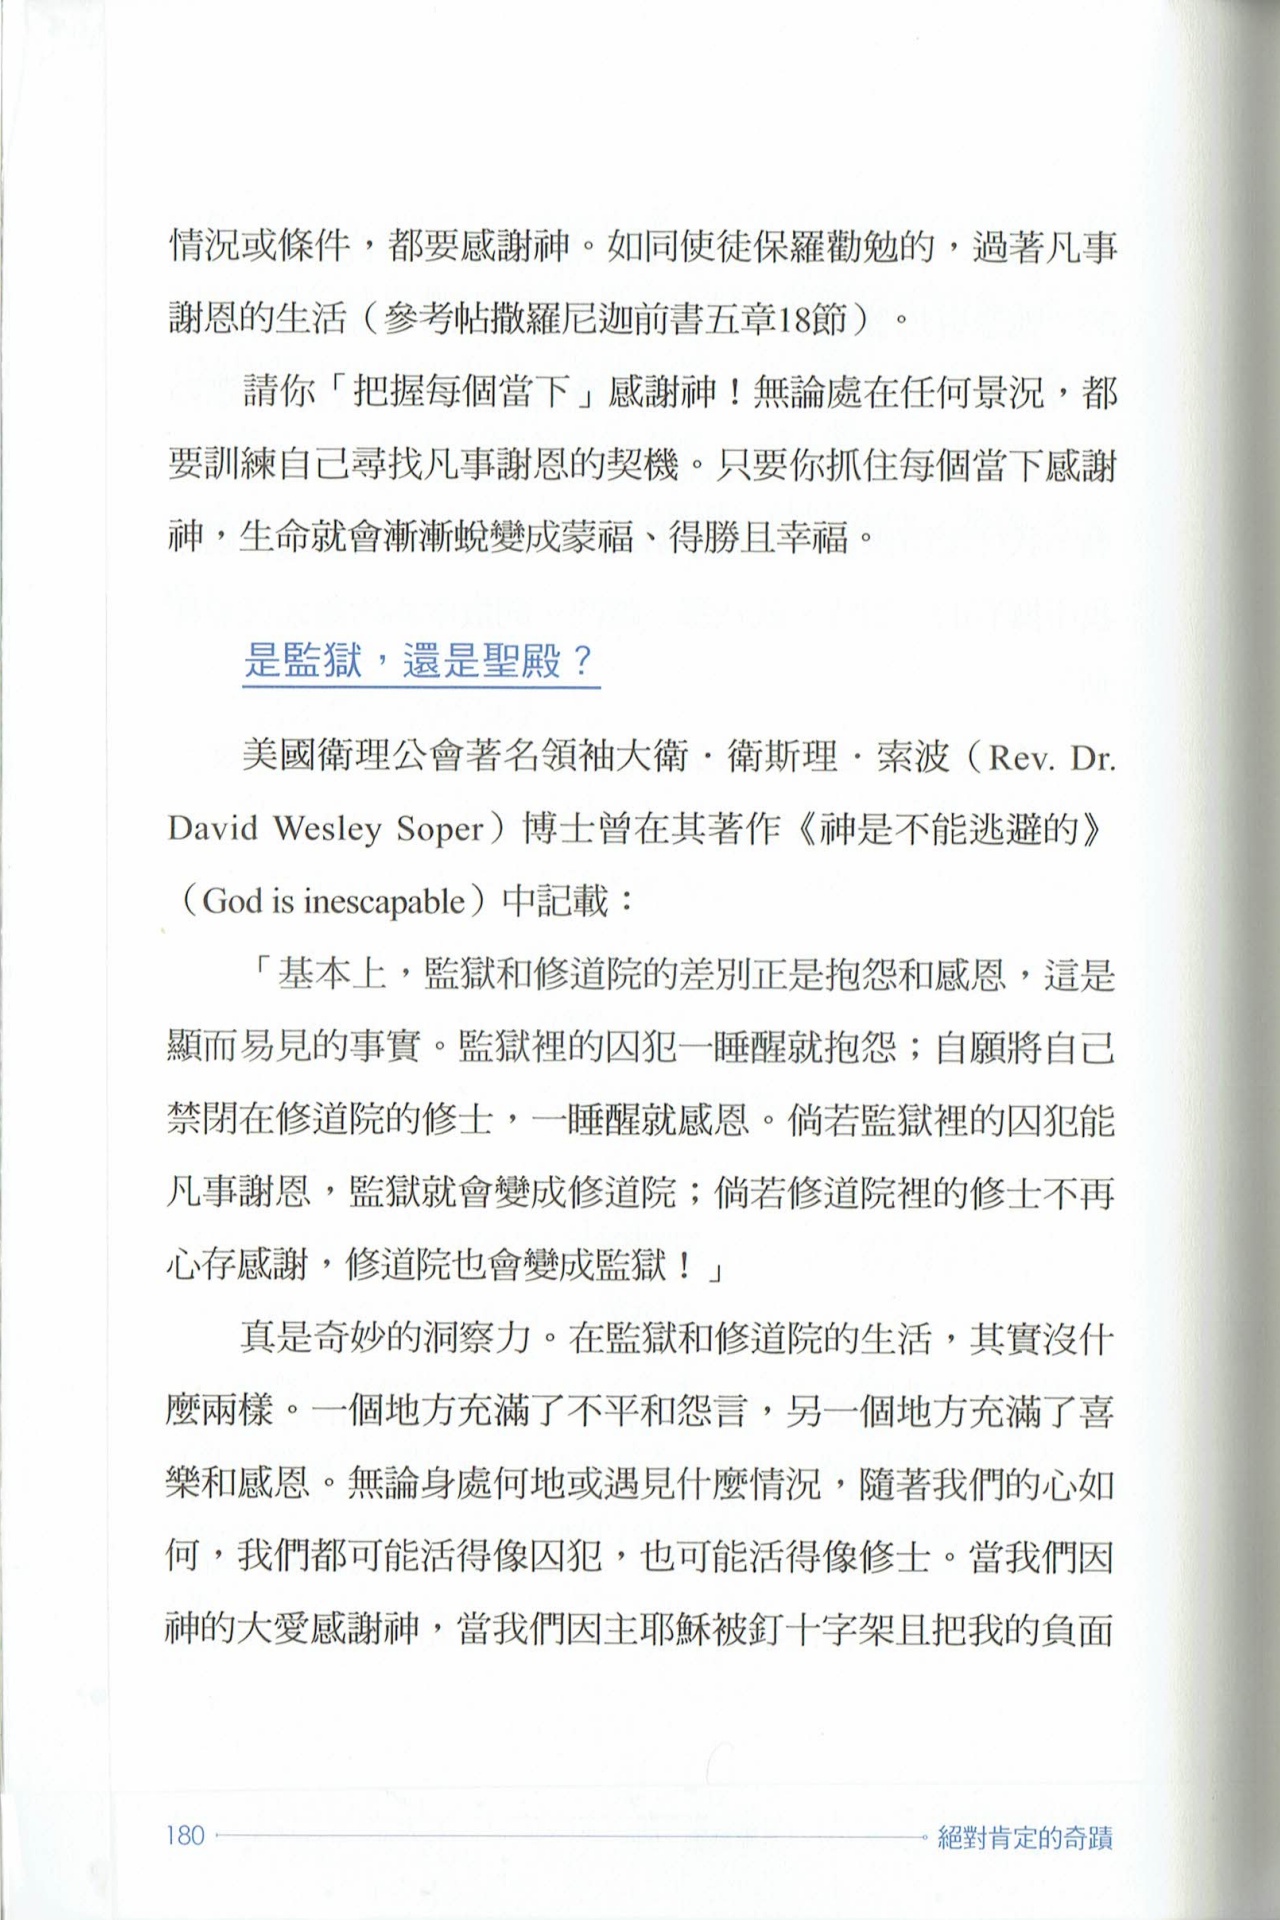 情況或條件，都要感謝神。如同使徒保羅勸勉的，過著凡事
謝恩的生活（參考帖撒羅尼迦前書五章18節）。
請你「把握每個當下」感謝神！無論處在任何景況，都
要訓練自己尋找凡事謝恩的契機。只要你抓住每個當下感謝
神，生命就會漸漸蛻變成蒙福、得勝且幸福。
是監獄，還是聖殿？
美國衛理公會著名領袖大衛．衛斯理．索波（Rev. Dr.
David Wesley Soper）博士曾在其著作《神是不能逃避的》
（God is inescapable）中記載：
「基本上，監獄和修道院的差別正是抱怨和感恩，這是
顯而易見的事實。監獄裡的囚犯一睡醒就抱怨；自願將自己
禁閉在修道院的修士，一睡醒就感恩。倘若監獄裡的囚犯能
凡事謝恩，監獄就會變成修道院；倘若修道院裡的修士不再
心存感謝，修道院也會變成監獄！」
真是奇妙的洞察力。在監獄和修道院的生活，其實沒什
麼兩樣。一個地方充滿了不平和怨言，另一個地方充滿了喜
樂和感恩。無論身處何地或遇見什麼情況，隨著我們的心如
何，我們都可能活得像囚犯，也可能活得像修士。當我們因
神的大愛感謝神，當我們因主耶穌被釘十字架且把我的負面
180 絕對肯定的奇蹟